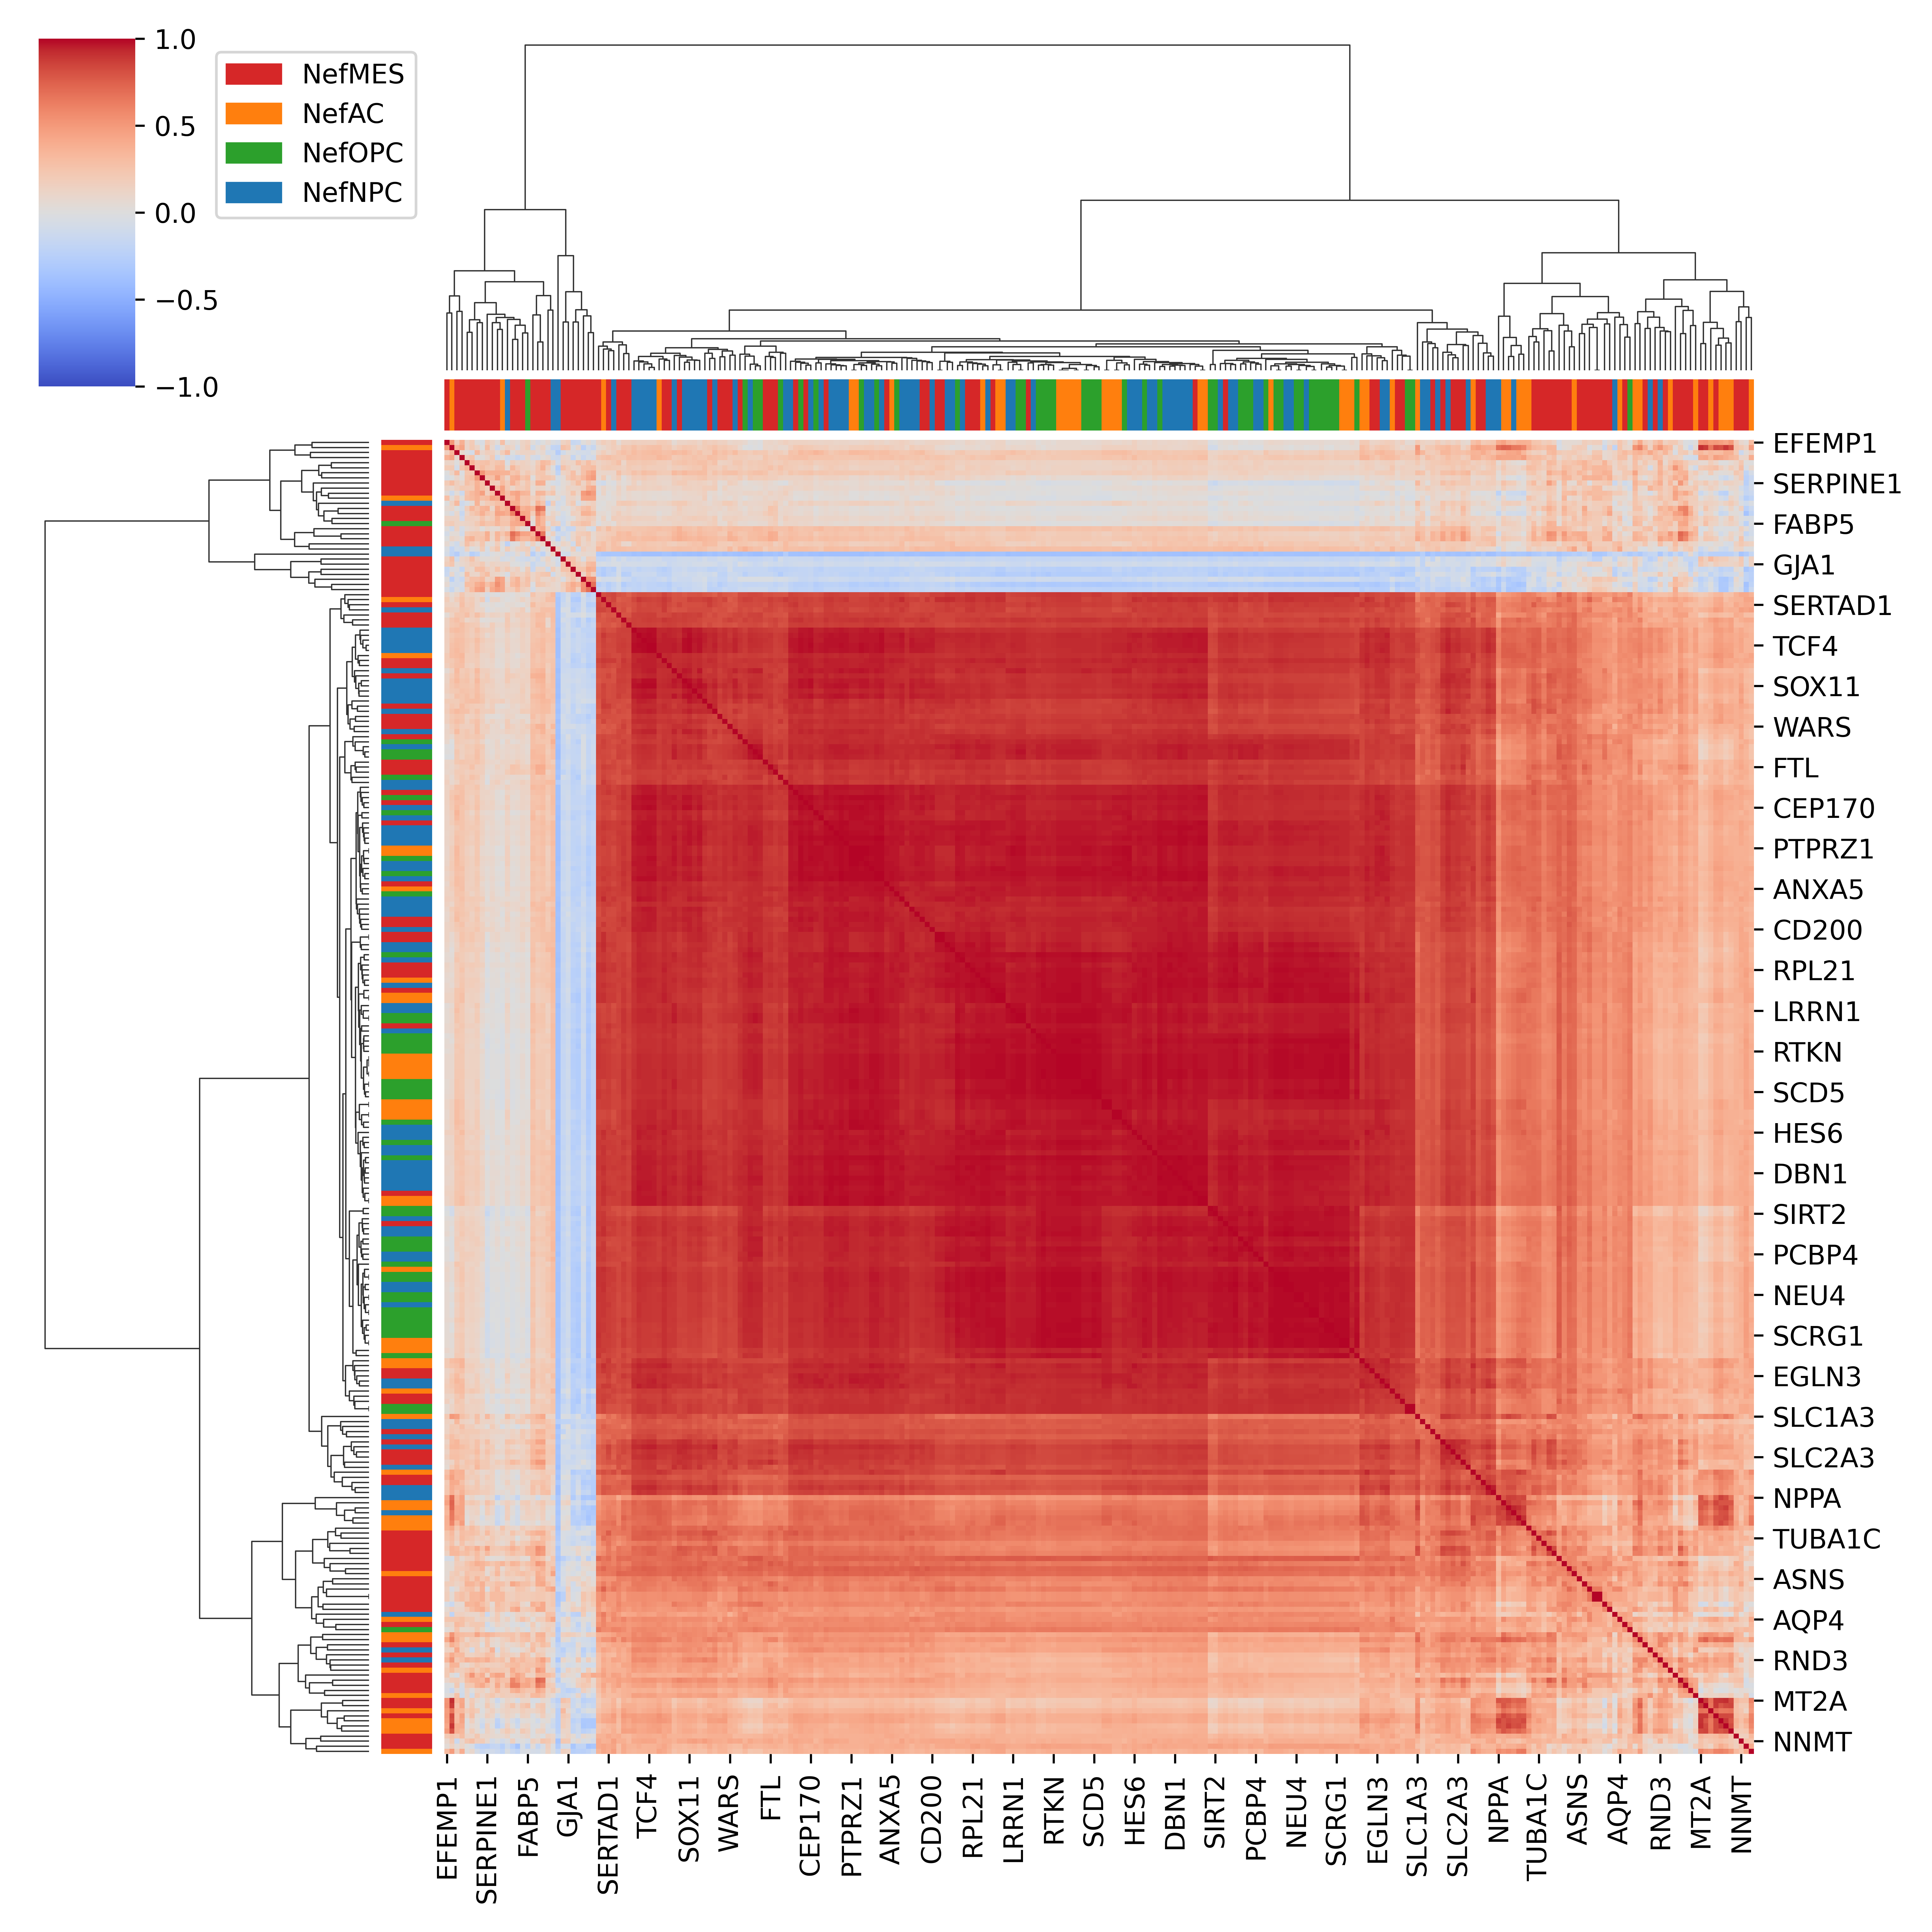 1.0
0.5
0.0
−0.5
−1.0
NefMES
NefAC
NefOPC
NefNPC
EFEMP1
SERPINE1
FABP5
GJA1
SERTAD1
TCF4
SOX11
WARS
FTL
CEP170
PTPRZ1
ANXA5
CD200
RPL21
LRRN1
RTKN
SCD5
HES6
DBN1
SIRT2
PCBP4
NEU4
SCRG1
EGLN3
SLC1A3
SLC2A3
NPPA
TUBA1C
ASNS
AQP4
RND3
MT2A
NNMT
EFEMP1
SERPINE1
FABP5
GJA1
SERTAD1
TCF4
SOX11
WARS
FTL
CEP170
PTPRZ1
ANXA5
CD200
RPL21
LRRN1
RTKN
SCD5
HES6
DBN1
SIRT2
PCBP4
NEU4
SCRG1
EGLN3
SLC1A3
SLC2A3
NPPA
TUBA1C
ASNS
AQP4
RND3
MT2A
NNMT